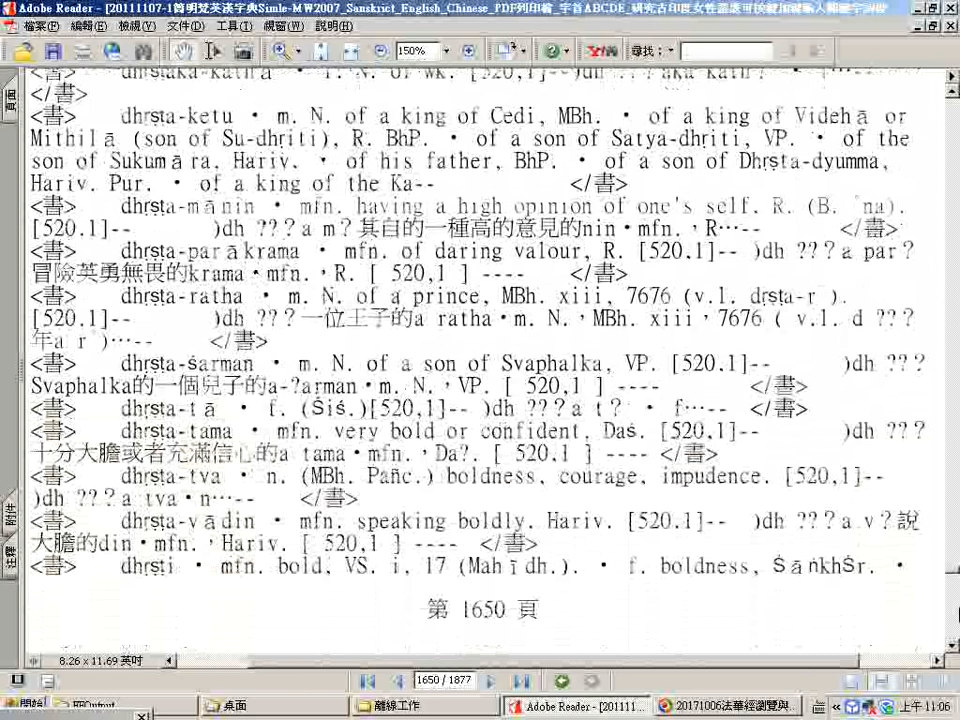 Adobe Reader - [20111107-1簡明梵英漢字典Simle-MW2007_Sanskrict_English_Chinese_PDF列印檔_字首ABCDE_研究古印度女性
檔案(F) 編輯(E) 檢視(V) 文件(D) 工具(T) 視窗(W) 說明(H)
150% 尋找：
頁面
附件
註釋
</書>
<書> dhṛṣṭa-ketu ‧ m. N. of a king of Cedi, MBh. ‧ of a king of Videhā or
Mithilā (son of Su-dhṛiti), R. BhP. ‧ of a son of Satya-dhṛiti, VP. ‧ of the
son of Sukumāra, Hariv. ‧ of his father, BhP. ‧ of a son of Dhṛṣṭa-dyumma,
Hariv. Pur. ‧ of a king of the Ka-- </書>
<書> dhṛṣṭa-mānin ‧ mfn. having a high opinion of one's self, R. (B. ˚na).
[520,1]-- )dh ??？a m？其自的一種高的意見的nin‧mfn.，R…-- </書>
<書> dhṛṣṭa-parākrama ‧ mfn. of daring valour, R. [520,1]-- )dh ??？a par？
冒險英勇無畏的krama‧mfn.，R. [ 520,1 ] ---- </書>
<書> dhṛṣṭa-ratha ‧ m. N. of a prince, MBh. xiii, 7676 (v.l. dṛṣṭa-r ).
[520,1]-- )dh ??？一位王子的a ratha‧m. N.，MBh. xiii，7676 ( v.l. d ??？
年a r )…-- </書>
<書> dhṛṣṭa-śarman ‧ m. N. of a son of Svaphalka, VP. [520,1]-- )dh ??？
Svaphalka的一個兒子的a-?arman‧m. N.，VP. [ 520,1 ] ---- </書>
<書> dhṛṣṭa-tā ‧ f. (Śiś.)[520,1]-- )dh ??？a t？ ‧ f…-- </書>
<書> dhṛṣṭa-tama ‧ mfn. very bold or confident, Daś. [520,1]-- )dh ??？
十分大膽或者充滿信心的a tama‧mfn.，Da?. [ 520,1 ] ---- </書>
<書> dhṛṣṭa-tva ‧ n. (MBh. Pañc.) boldness, courage, impudence. [520,1]--
)dh ??？a tva‧n…-- </書>
<書> dhṛṣṭa-vādin ‧ mfn. speaking boldly, Hariv. [520,1]-- )dh ??？a v？說
大膽的din‧mfn.，Hariv. [ 520,1 ] ---- </書>
<書> dhṛṣṭi ‧ mfn. bold, VS. i, 17 (Mahīdh.). ‧ f. boldness, ŚāṅkhŚr. ‧
第 1650 頁
8.26 x 11.69 英吋
1650 / 1877
開始 FFOutput 桌面 離線工作 Adobe Reader - [201111... 20171006法華經瀏覽與... 上午 11:06